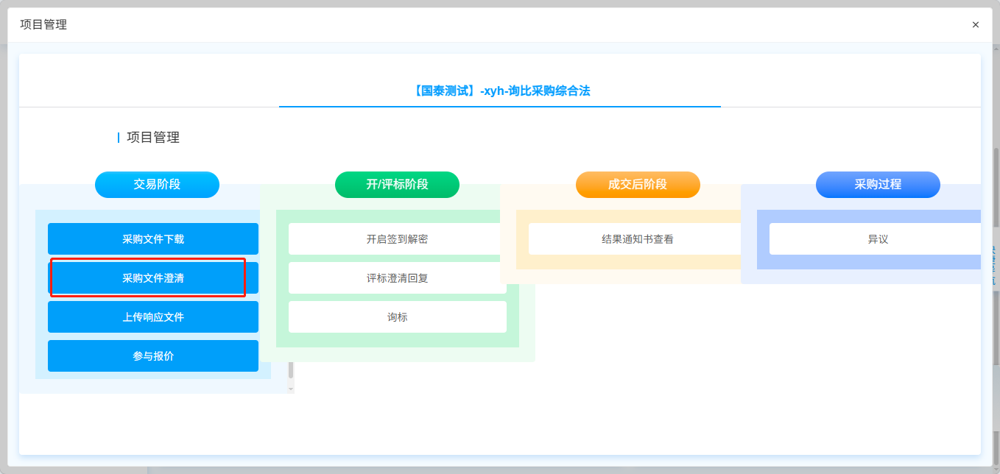 项目管理
×
【国泰测试】-xyh-询比采购综合法
项目管理
交易阶段
采购文件下载
采购文件澄清
上传响应文件
参与报价
开/评标阶段
开启签到解密
评标澄清回复
询标
成交后阶段
结果通知书查看
采购过程
异议